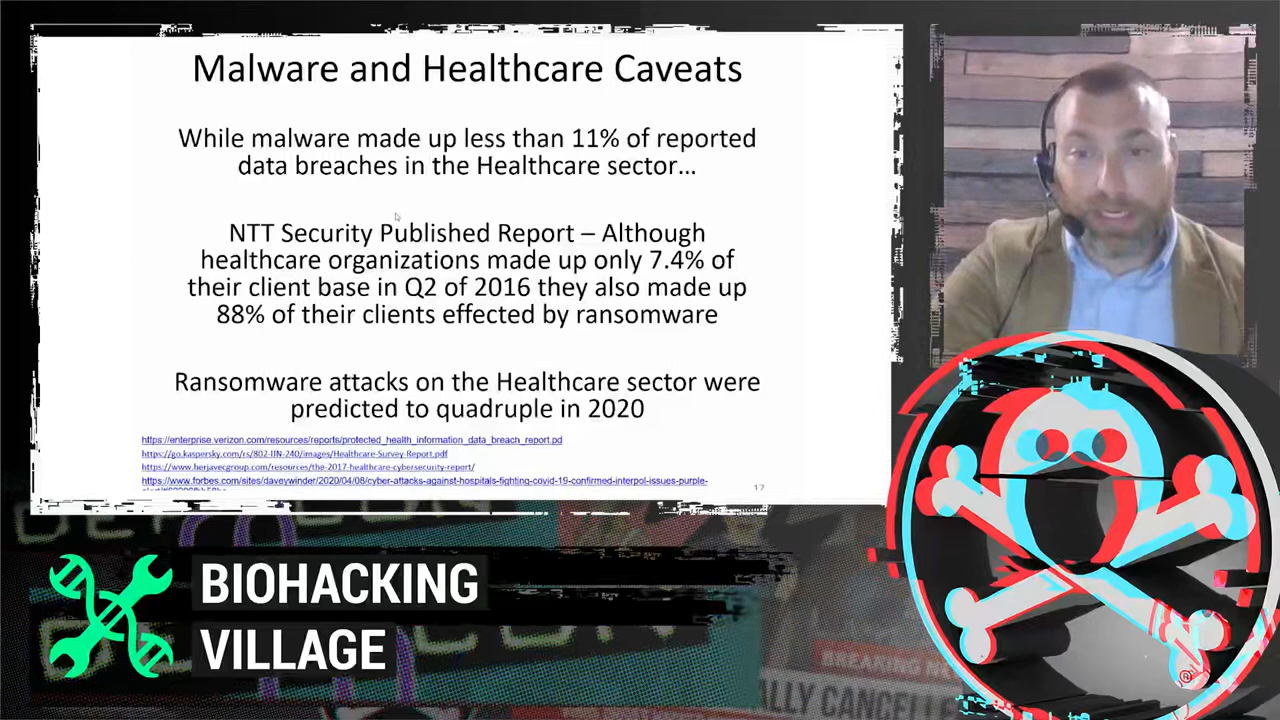 Malware and Healthcare Caveats
While malware made up less than 11% of reported
data breaches in the Healthcare sector...
NTT Security Published Report – Although
healthcare organizations made up only 7.4% of
their client base in Q2 of 2016 they also made up
88% of their clients effected by ransomware
Ransomware attacks on the Healthcare sector were
predicted to quadruple in 2020
https://enterprise.verizon.com/resources/reports/protected_health_information_data_breach_report.pd
https://go.kaspersky.com/rs/802-IJN-240/images/Healthcare-Survey-Report.pdf
https://www.herjavecgroup.com/resources/the-2017-healthcare-cybersecurity-report/
https://www.forbes.com/sites/daveywinder/2020/04/08/cyber-attacks-against-hospitals-fighting-covid-19-confirmed-interpol-issues-purple-
17
BIOHACKING
VILLAGE
BREAKING
ALLY CANCELLE
®